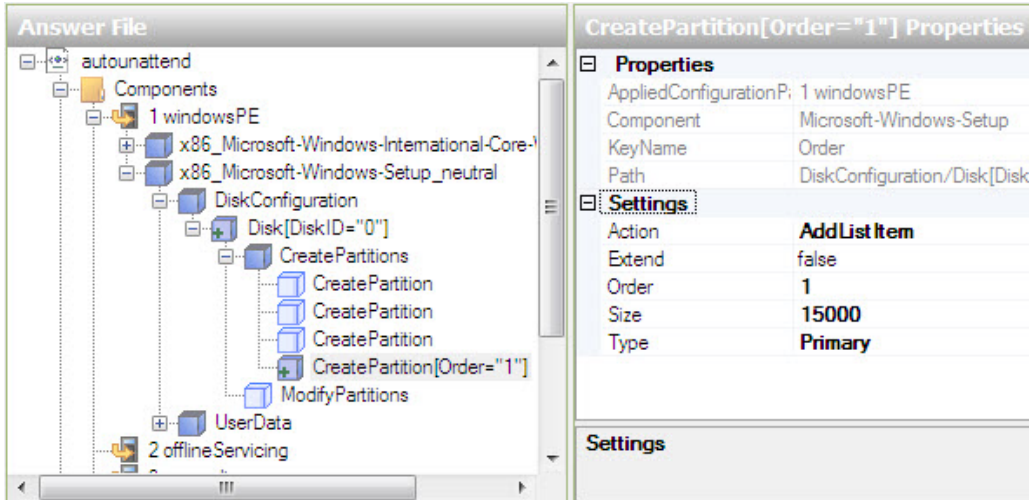 Answer File
autounattend
Components
1 windowsPE
x86_Microsoft-Windows-International-Core-
x86_Microsoft-Windows-Setup_neutral
DiskConfiguration
Disk[DiskID="0"]
CreatePartitions
CreatePartition
CreatePartition
CreatePartition
CreatePartition[Order="1"]
ModifyPartitions
UserData
2 offlineServicing
CreatePartition[Order="1"] Properties
Properties
AppliedConfigurationPa 1 windowsPE
Component Microsoft-Windows-Setup
KeyName Order
Path DiskConfiguration/Disk[Disk
Settings
Action AddListItem
Extend false
Order 1
Size 15000
Type Primary
Settings